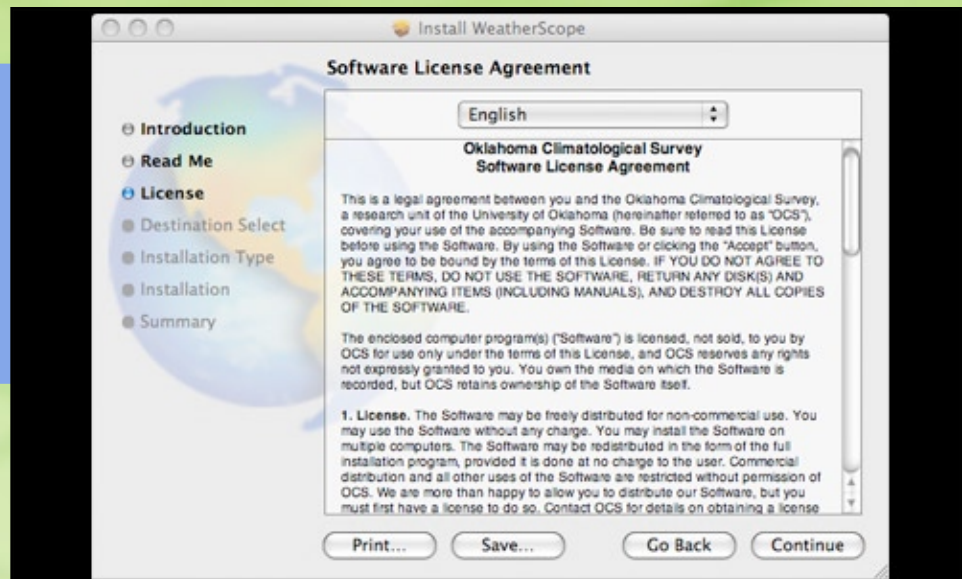 Install WeatherScope
Software License Agreement
English
Introduction
Read Me
License
Destination Select
Installation Type
Installation
Summary
Oklahoma Climatological Survey
Software License Agreement
This is a legal agreement between you and the Oklahoma Climatological Survey,
a research unit of the University of Oklahoma (hereinafter referred to as "OCS"),
covering your use of the accompanying Software. Be sure to read this License
before using the Software. By using the Software or clicking the "Accept" button,
you agree to be bound by the terms of this License. IF YOU DO NOT AGREE TO
THESE TERMS, DO NOT USE THE SOFTWARE, RETURN ANY DISK(S) AND
ACCOMPANYING ITEMS (INCLUDING MANUALS), AND DESTROY ALL COPIES
OF THE SOFTWARE.
The enclosed computer program(s) ("Software") is licensed, not sold, to you by
OCS for use only under the terms of this License, and OCS reserves any rights
not expressly granted to you. You own the media on which the Software is
recorded, but OCS retains ownership of the Software itself.
1. License. The Software may be freely distributed for non-commercial use. You
may use the Software without any charge. You may install the Software on
multiple computers. The Software may be redistributed in the form of the full
installation program, provided it is done at no charge to the user. Commercial
distribution and all other uses of the Software are restricted without permission of
OCS. We are more than happy to allow you to distribute our Software, but you
must first have a license to do so. Contact OCS for details on obtaining a license
Print... Save... Go Back Continue